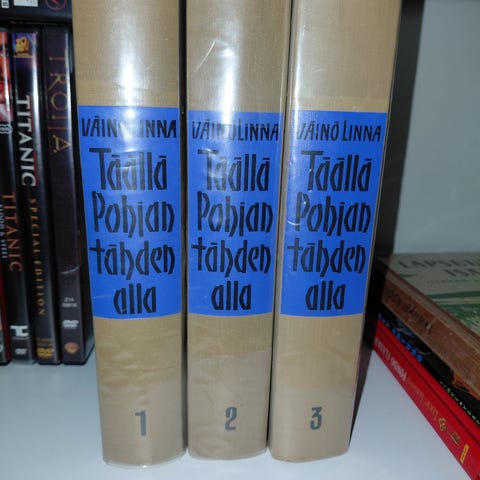 TITANIC
SPECIAL EDITION
TITANIC
TROIJA
DVD
VÄINÖ LINNA
Täällä
Pohjan
tähden
alla
1
VÄINÖ LINNA
Täällä
Pohjan
tähden
alla
2
VÄINÖ LINNA
Täällä
Pohjan
tähden
alla
3